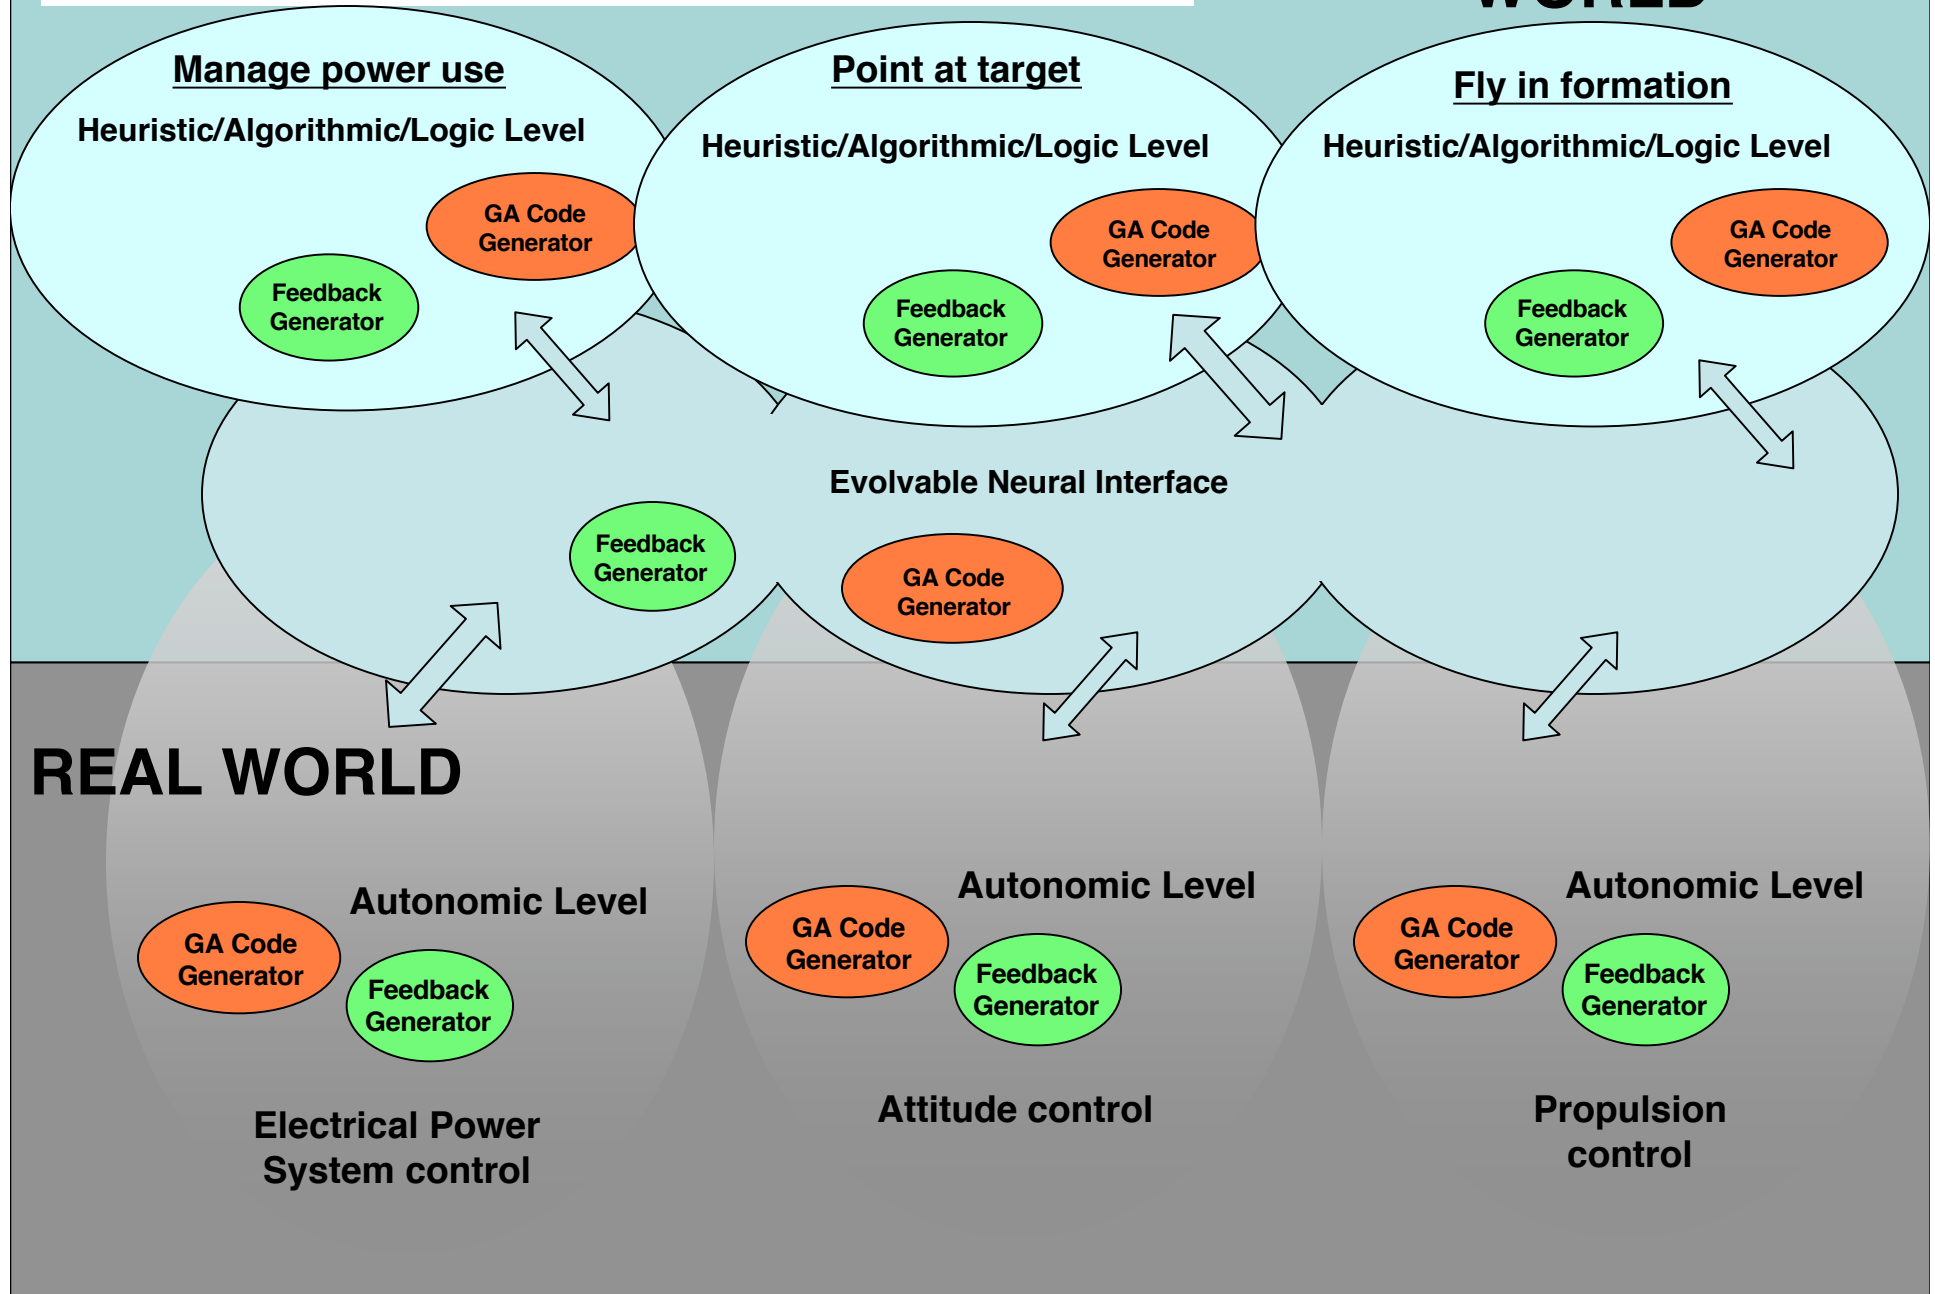 WORLD
Manage power use
Heuristic/Algorithmic/Logic Level
GA Code
Generator
Feedback
Generator
Point at target
Heuristic/Algorithmic/Logic Level
GA Code
Generator
Feedback
Generator
Fly in formation
Heuristic/Algorithmic/Logic Level
GA Code
Generator
Feedback
Generator
Evolvable Neural Interface
Feedback
Generator
GA Code
Generator
REAL WORLD
Autonomic Level
GA Code
Generator
Feedback
Generator
Electrical Power
System control
Autonomic Level
GA Code
Generator
Feedback
Generator
Attitude control
Autonomic Level
GA Code
Generator
Feedback
Generator
Propulsion
control